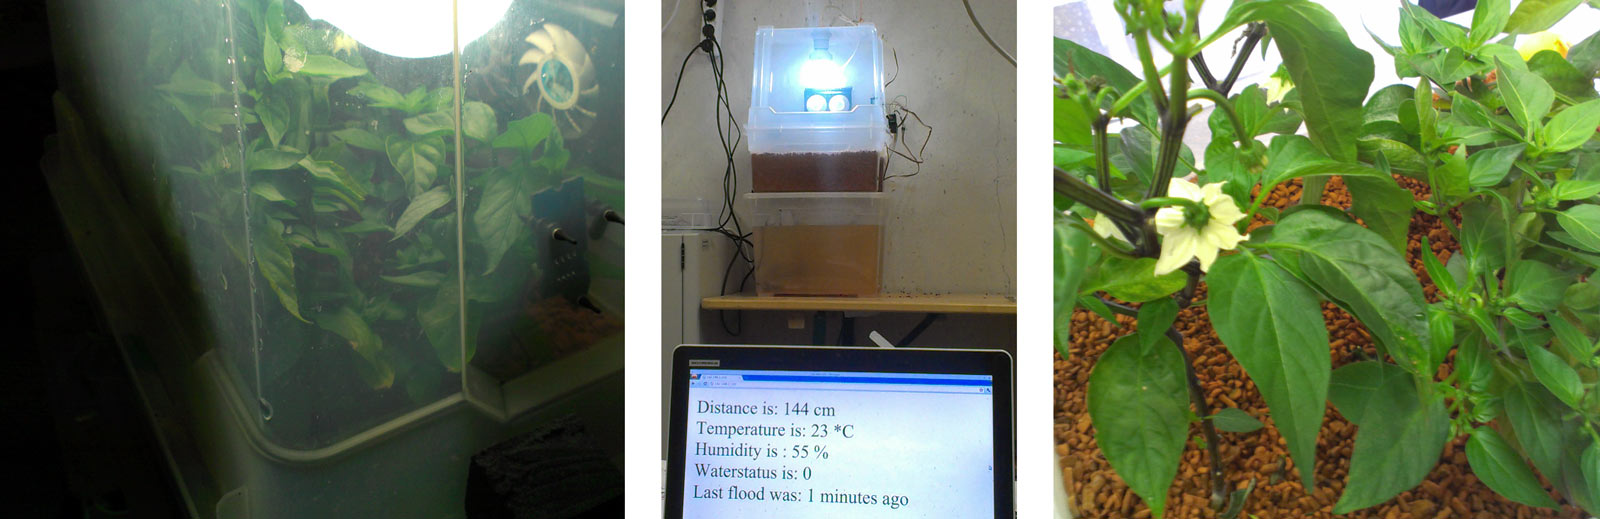 Distance is: 144 cm
Temperature is: 23 *C
Humidity is : 55 %
Waterstatus is: 0
Last flood was: 1 minutes ago